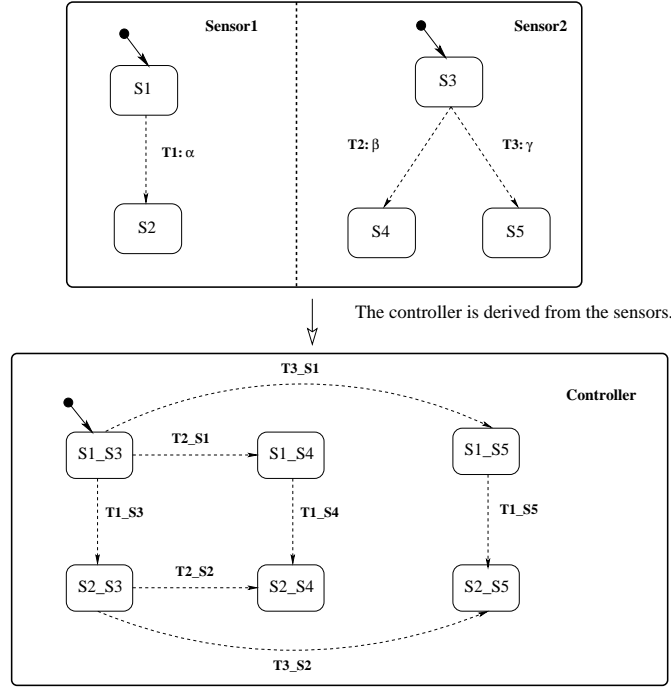 Sensor1
Sensor2
S1
S3
T1: α
T2: β
T3: γ
S2
S4
S5
The controller is derived from the sensors.
T3_S1
Controller
S1_S3
T2_S1
S1_S4
S1_S5
T1_S3
T1_S4
T1_S5
S2_S3
T2_S2
S2_S4
S2_S5
T3_S2